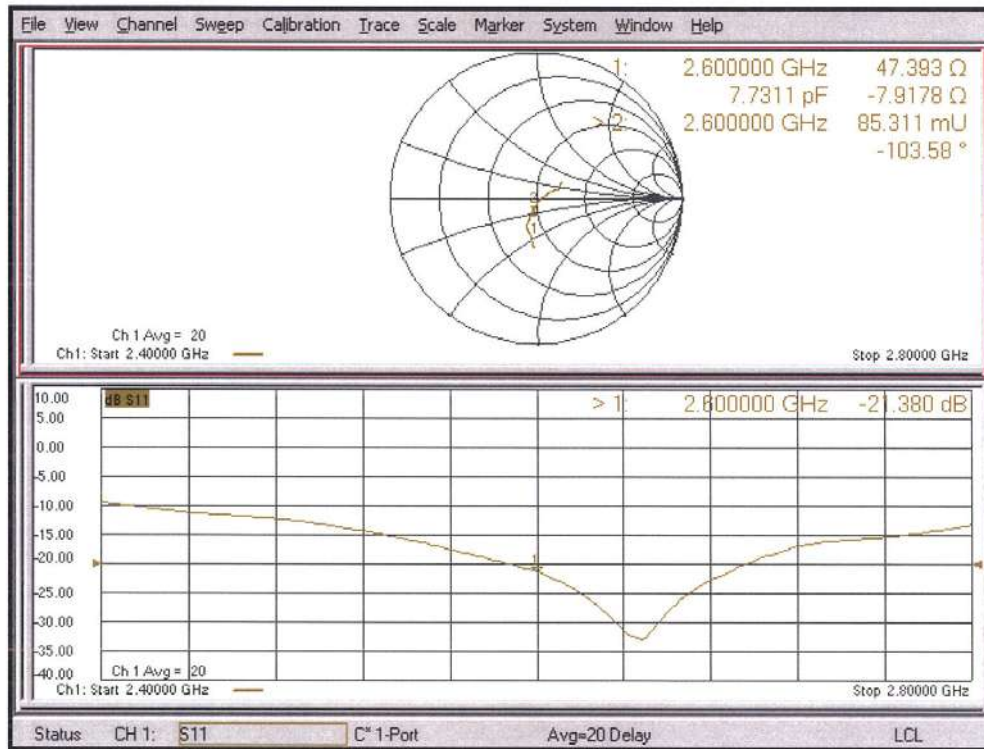 File View Channel Sweep Calibration Trace Scale Marker System Window Help
1: 2.600000 GHz 47.393 Ω
7.7311 pF -7.9178 Ω
> 2: 2.600000 GHz 85.311 mU
-103.58 °
1
Ch 1 Avg = 20
Ch1: Start 2.40000 GHz
Stop 2.80000 GHz
dB S11
> 1: 2.600000 GHz -21.380 dB
10.00
5.00
0.00
-5.00
-10.00
-15.00
-20.00
-25.00
-30.00
-35.00
-40.00
1
Ch 1 Avg = 20
Ch1: Start 2.40000 GHz
Stop 2.80000 GHz
Status CH 1: S11 C* 1-Port Avg=20 Delay LCL